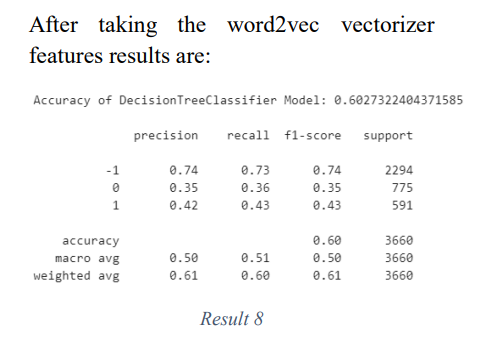 After taking the word2vec vectorizer
features results are:
Accuracy of DecisionTreeClassifier Model: 0.6027322404371585
precision recall f1-score support
-1 0.74 0.73 0.74 2294
0 0.35 0.36 0.35 775
1 0.42 0.43 0.43 591
accuracy 0.60 3660
macro avg 0.50 0.51 0.50 3660
weighted avg 0.61 0.60 0.61 3660
Result 8